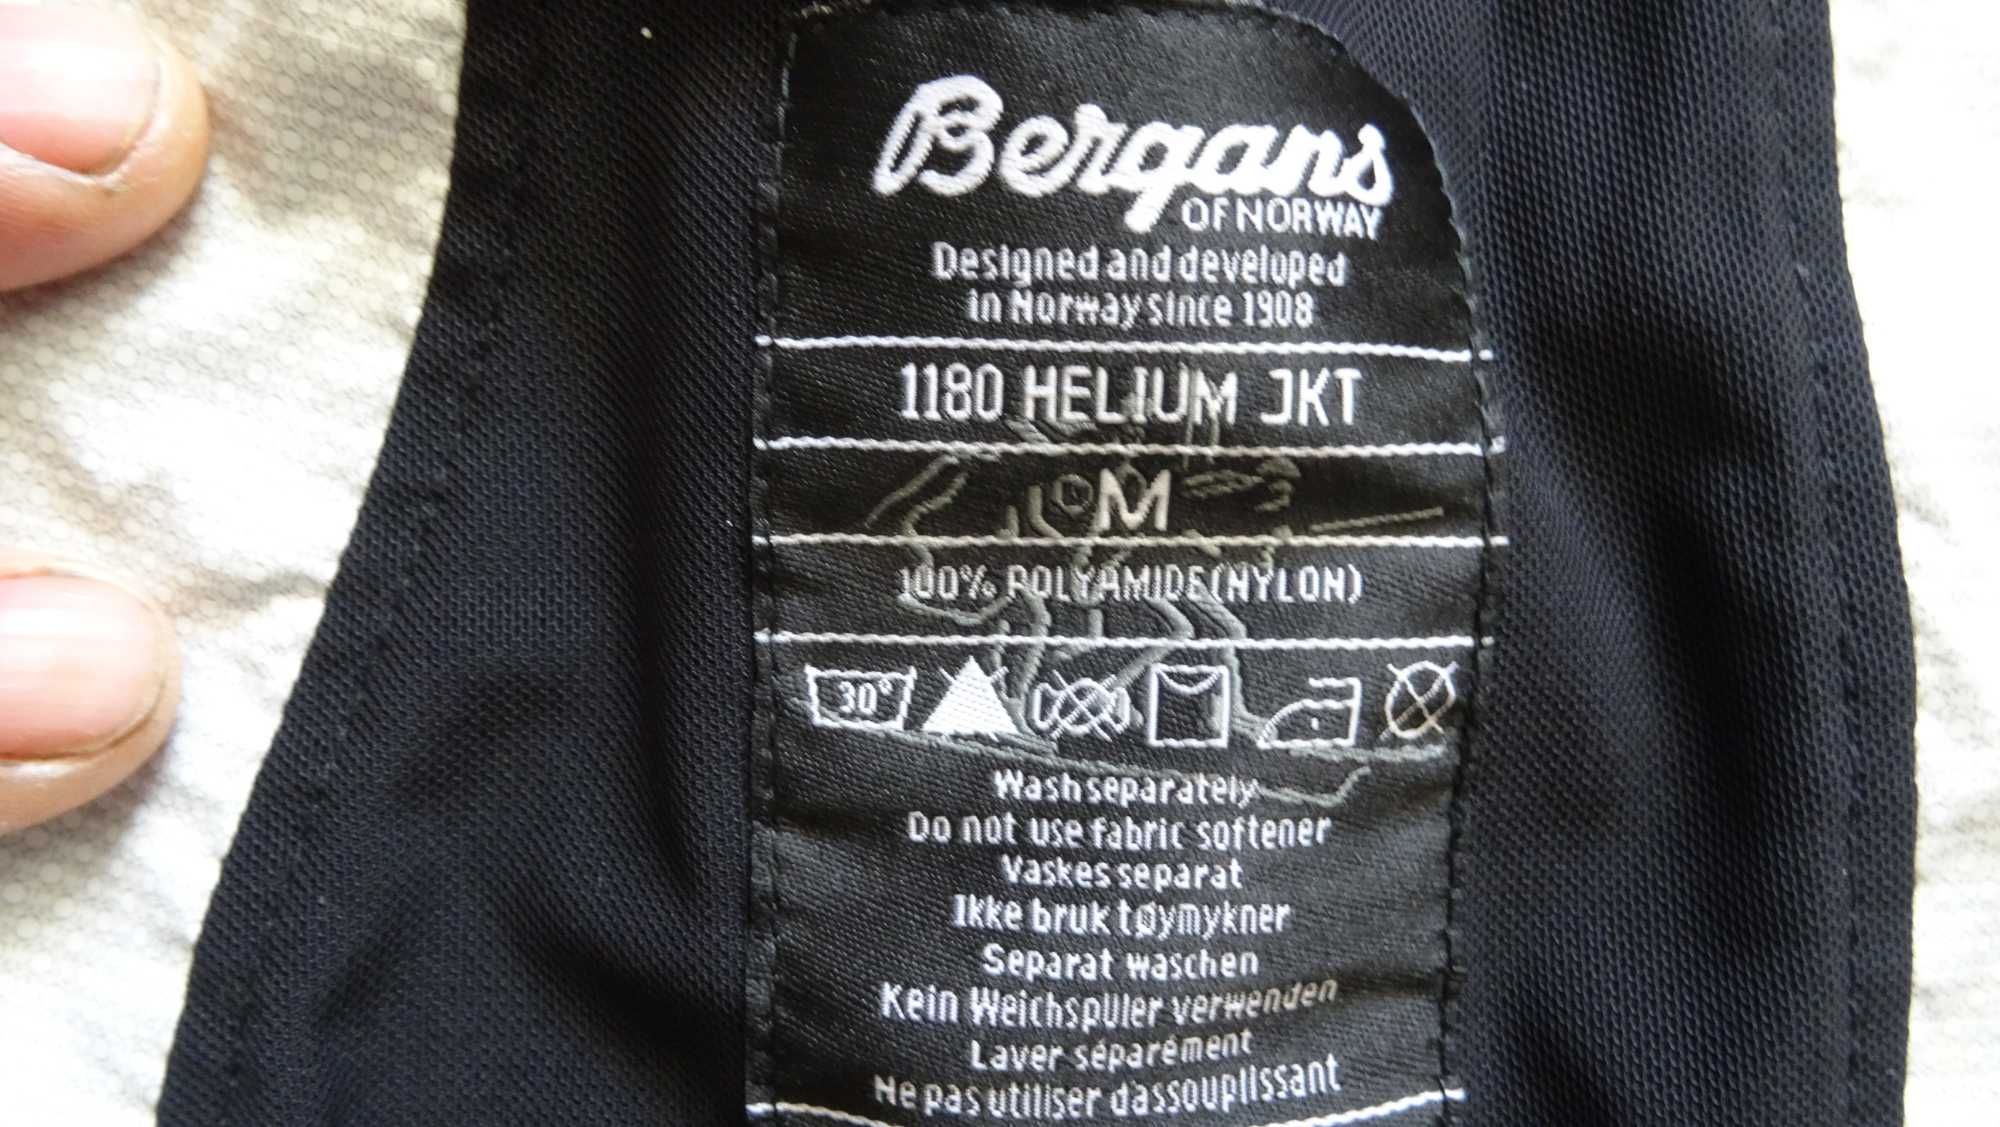 Bergans
OF NORWAY
Designed and developed
in Norway since 1908
1180 HELIUM JKT
M
100% POLYAMIDE(NYLON)
30°
Wash separately
Do not use fabric softener
Vaskes separat
Ikke bruk tøymykner
Separat waschen
Kein Weichspüler verwenden
Laver séparément
Ne pas utiliser dassouplissant